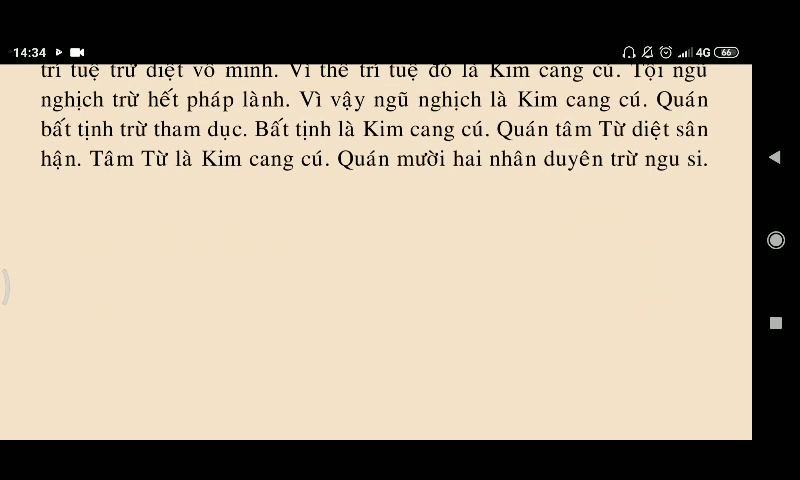 14:34 4G 66
trí tuệ trừ diệt vô minh. Vì thế trí tuệ đó là Kim cang cú. Tội ngũ
nghịch trừ hết pháp lành. Vì vậy ngũ nghịch là Kim cang cú. Quán
bất tịnh trừ tham dục. Bất tịnh là Kim cang cú. Quán tâm Từ diệt sân
hận. Tâm Từ là Kim cang cú. Quán mười hai nhân duyên trừ ngu si.